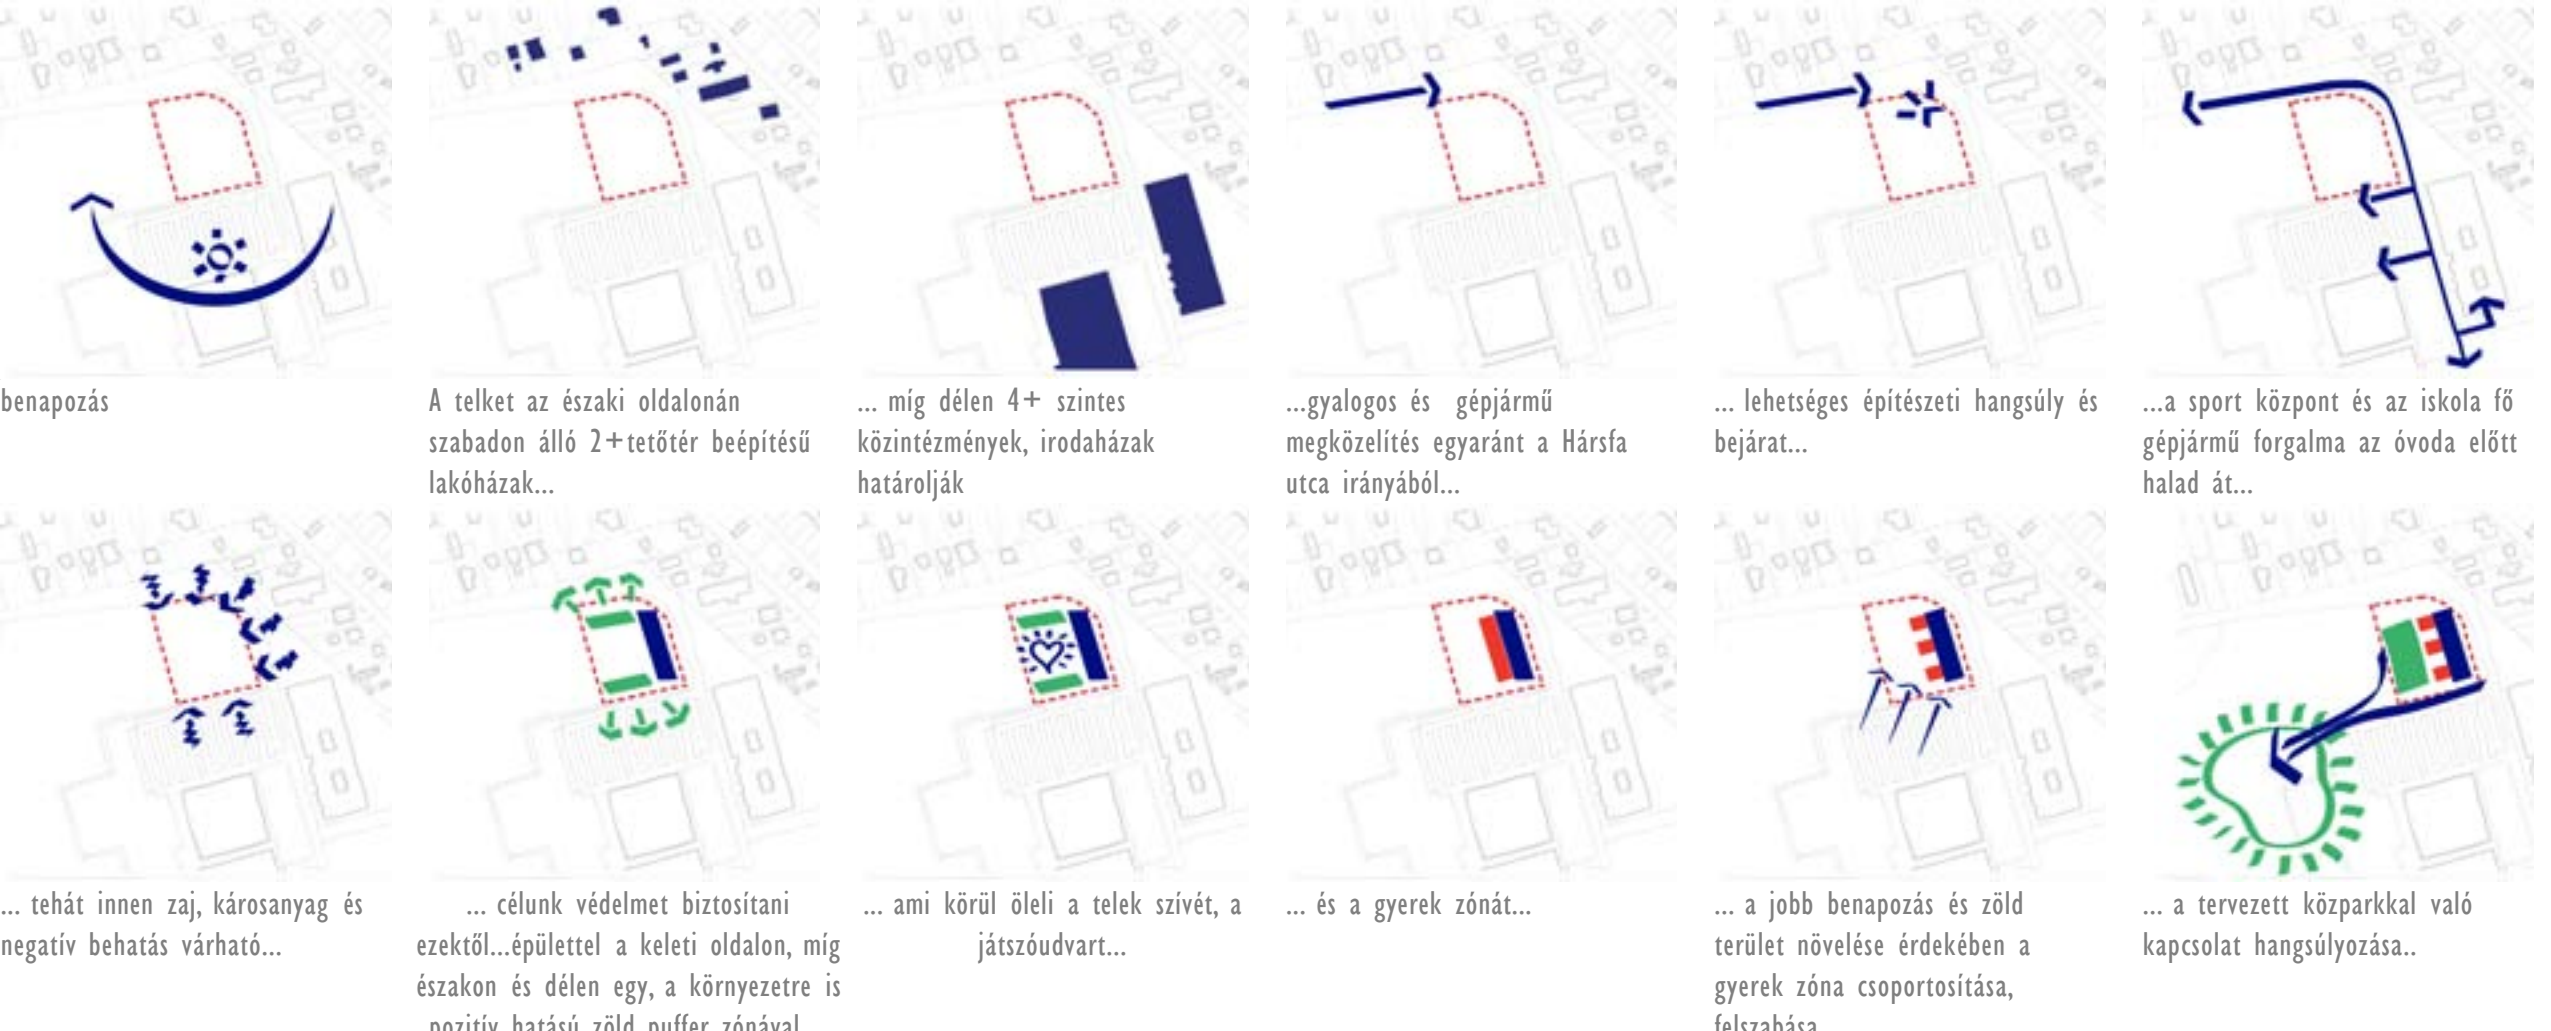 benapozás
A telket az északi oldalonán
szabadon álló 2+tetőtér beépítésű
lakóházak...
... míg délen 4+ szintes
közintézmények, irodaházak
határolják
...gyalogos és gépjármű
megközelítés egyaránt a Hársfa
utca irányából...
... lehetséges építészeti hangsúly és
bejárat...
...a sport központ és az iskola fő
gépjármű forgalma az óvoda előtt
halad át...
... tehát innen zaj, károsanyag és
negatív behatás várható...
... célunk védelmet biztosítani
ezektől...épülettel a keleti oldalon, míg
északon és délen egy, a környezetre is
pozitív hatású zöld puffer zónával
... ami körül öleli a telek szívét, a
játszóudvart...
... és a gyerek zónát...
... a jobb benapozás és zöld
terület növelése érdekében a
gyerek zóna csoportosítása,
felszabása
... a tervezett közparkkal való
kapcsolat hangsúlyozása..